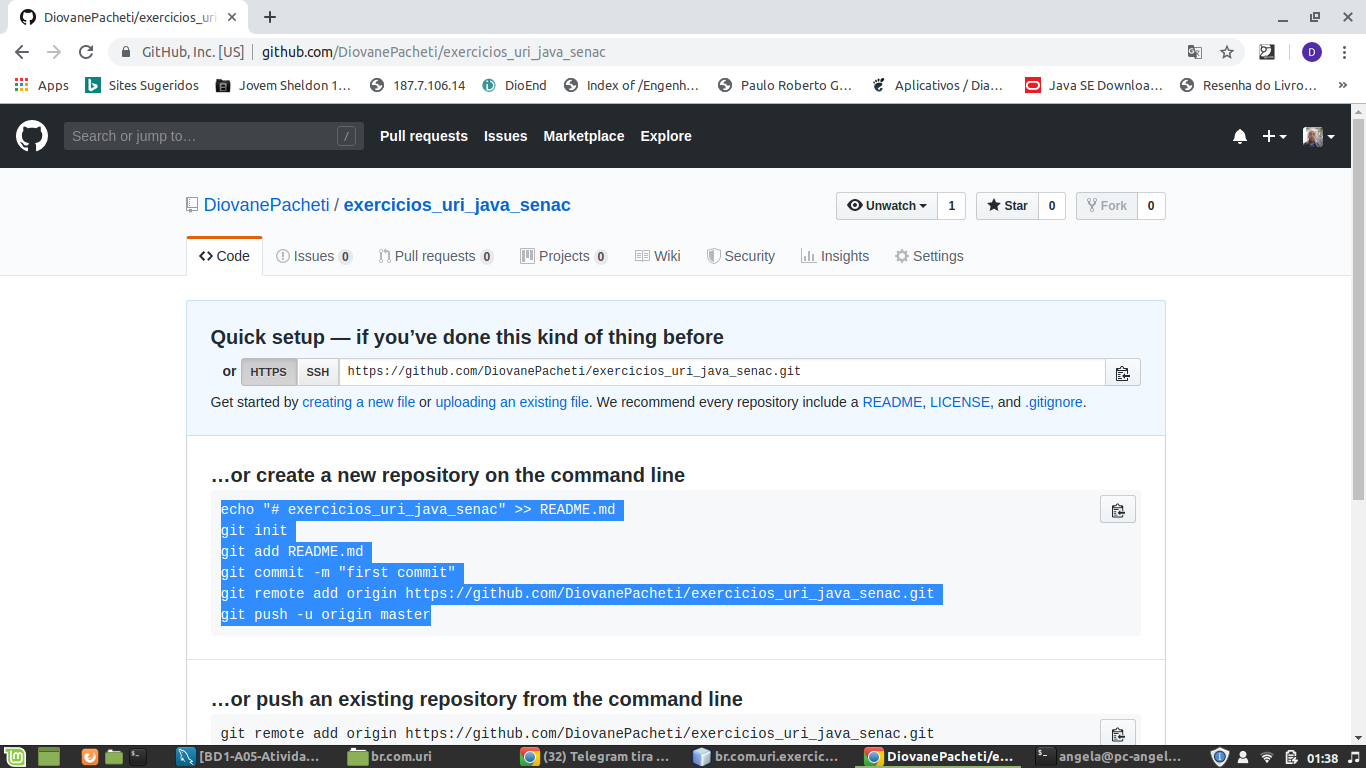 DiovanePacheti/exercicios_uri
GitHub, Inc. [US] github.com/DiovanePacheti/exercicios_uri_java_senac
D
Apps Sites Sugeridos Jovem Sheldon 1… 187.7.106.14 DioEnd Index of /Engenh… Paulo Roberto G… Aplicativos / Dia… Java SE Downloa… Resenha do Livro… »
Search or jump to… / Pull requests Issues Marketplace Explore
DiovanePacheti / exercicios_uri_java_senac Unwatch 1 Star 0 Fork 0
Code Issues 0 Pull requests 0 Projects 0 Wiki Security Insights Settings
Quick setup — if you’ve done this kind of thing before
or HTTPS SSH https://github.com/DiovanePacheti/exercicios_uri_java_senac.git
Get started by creating a new file or uploading an existing file. We recommend every repository include a README, LICENSE, and .gitignore.
…or create a new repository on the command line
echo "# exercicios_uri_java_senac" >> README.md
git init
git add README.md
git commit -m "first commit"
git remote add origin https://github.com/DiovanePacheti/exercicios_uri_java_senac.git
git push -u origin master
…or push an existing repository from the command line
git remote add origin https://github.com/DiovanePacheti/exercicios_uri_java_senac.git
[BD1-A05-Ativida... br.com.uri (32) Telegram tira ... br.com.uri.exercic... DiovanePacheti/e... angela@pc-angel... 01:38